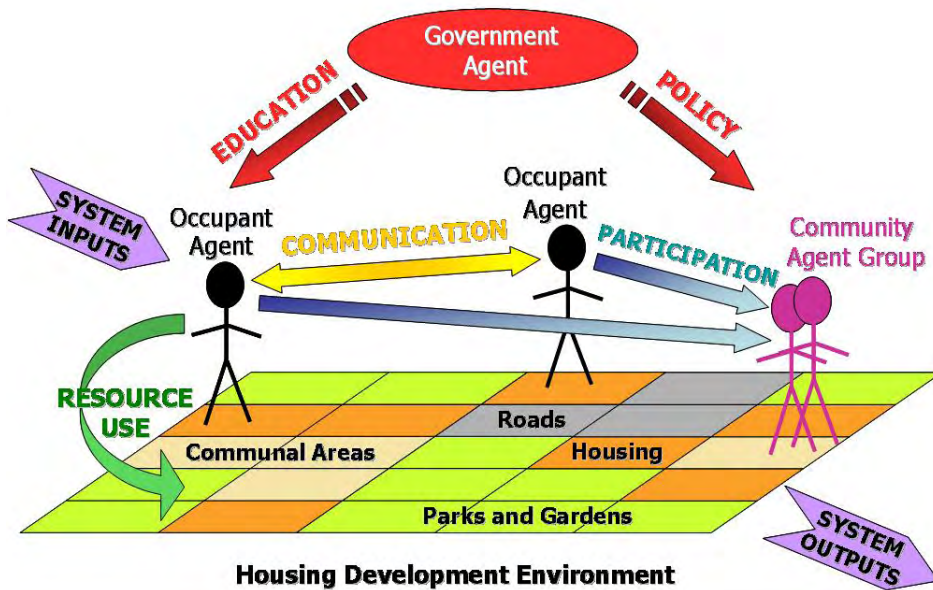 Government
Agent
EDUCATION
POLICY
SYSTEM
INPUTS
Occupant
Agent
COMMUNICATION
Occupant
Agent
PARTICIPATION
Community
Agent Group
RESOURCE
USE
Roads
Communal Areas
Housing
Parks and Gardens
SYSTEM
OUTPUTS
Housing Development Environment